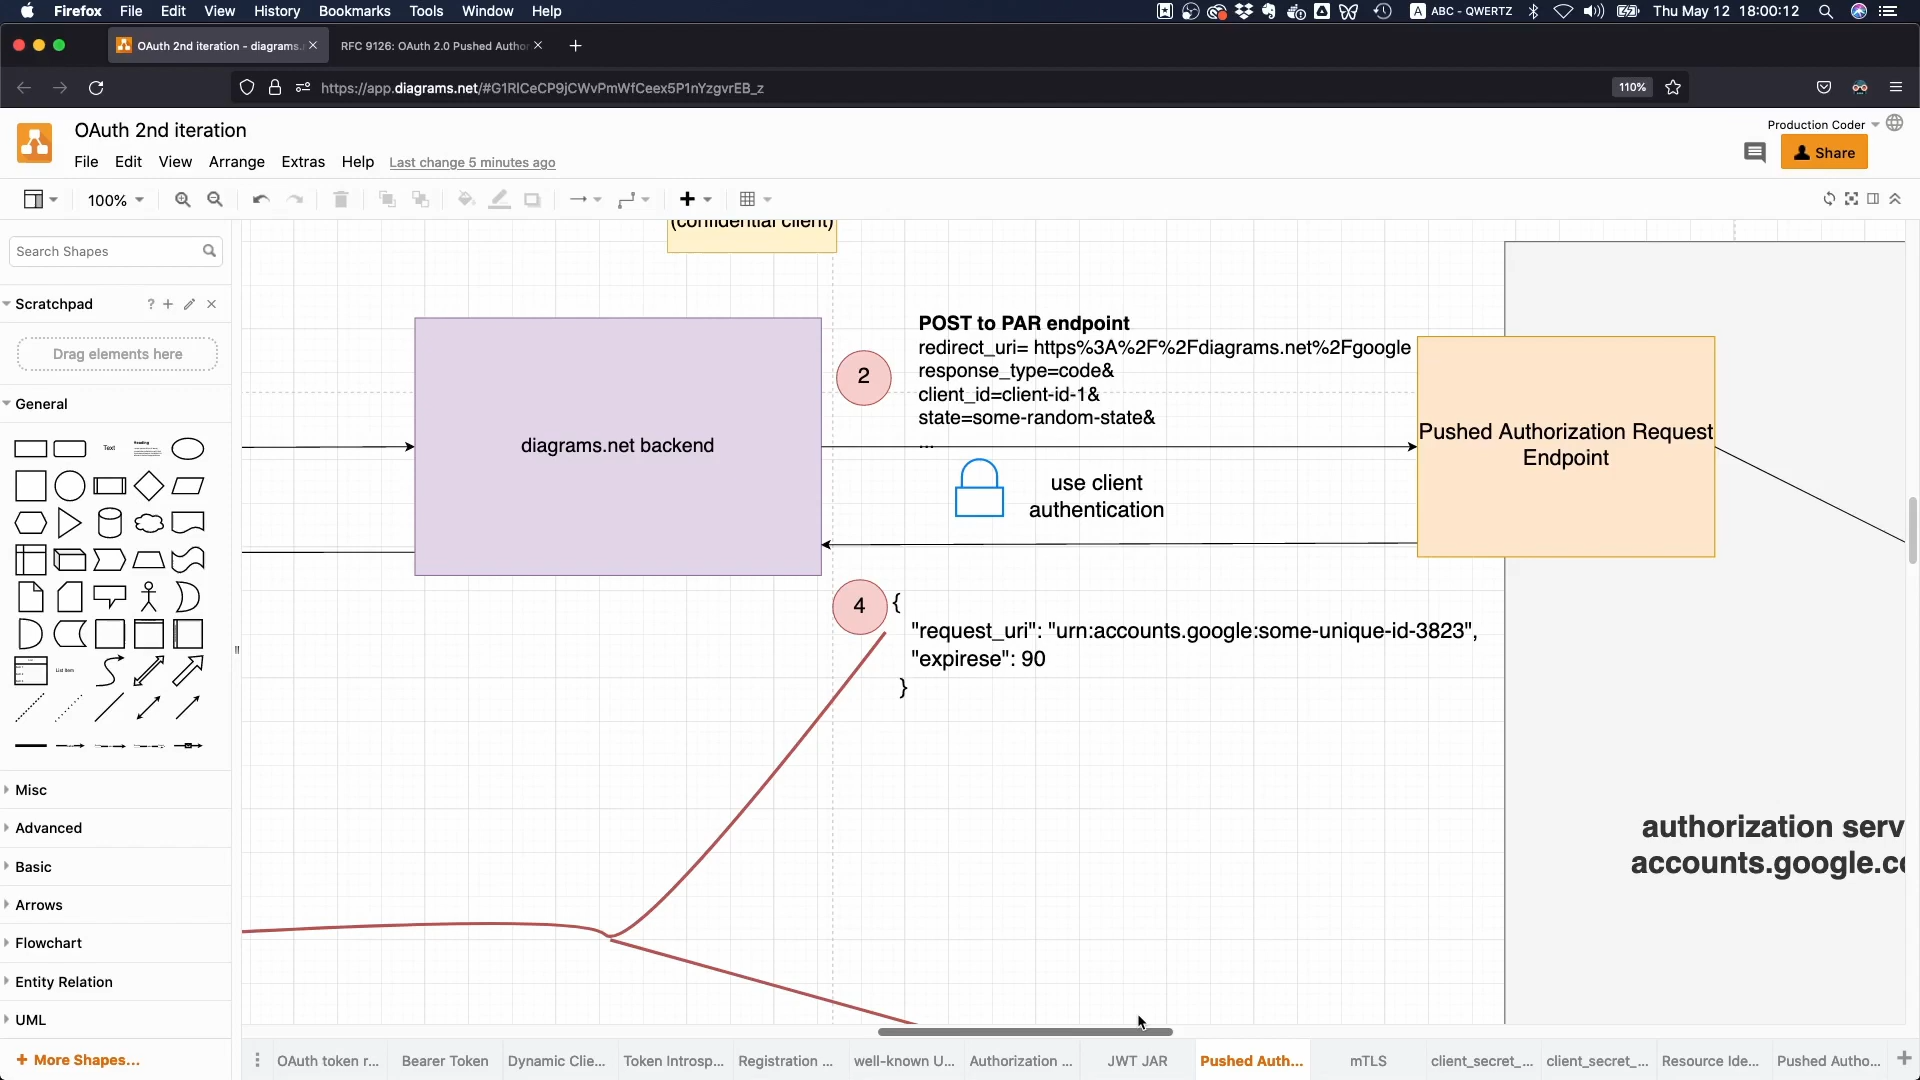 Firefox File Edit View History Bookmarks Tools Window Help
A ABC - QWERTZ Thu May 12 18:00:12
OAuth 2nd iteration - diagrams.
RFC 9126: OAuth 2.0 Pushed Author
https://app.diagrams.net/#G1RlCeCP9jCWvPmWfCeex5P1nYzgvrEB_z
110%
OAuth 2nd iteration
Production Coder
File Edit View Arrange Extras Help Last change 5 minutes ago
Share
100%
Search Shapes
(confidential client)
Scratchpad
?
Drag elements here
General
Text
Heading
List Item
Misc
Advanced
Basic
Arrows
Flowchart
Entity Relation
UML
+ More Shapes...
diagrams.net backend
2
POST to PAR endpoint
redirect_uri= https%3A%2F%2Fdiagrams.net%2Fgoogle
response_type=code&
client_id=client-id-1&
state=some-random-state&
...
use client
authentication
Pushed Authorization Request
Endpoint
4
{
"request_uri": "urn:accounts.google:some-unique-id-3823",
"expirese": 90
}
authorization serv
accounts.google.co
OAuth token r... Bearer Token Dynamic Clie... Token Introsp... Registration ... well-known U... Authorization ... JWT JAR Pushed Auth... mTLS client_secret_... client_secret_... Resource Ide... Pushed Autho...